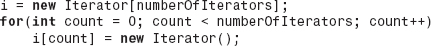 i = new Iterator[numberOfIterators];
for(int count = 0; count < numberOfIterators; count++)
    i[count] = new Iterator();